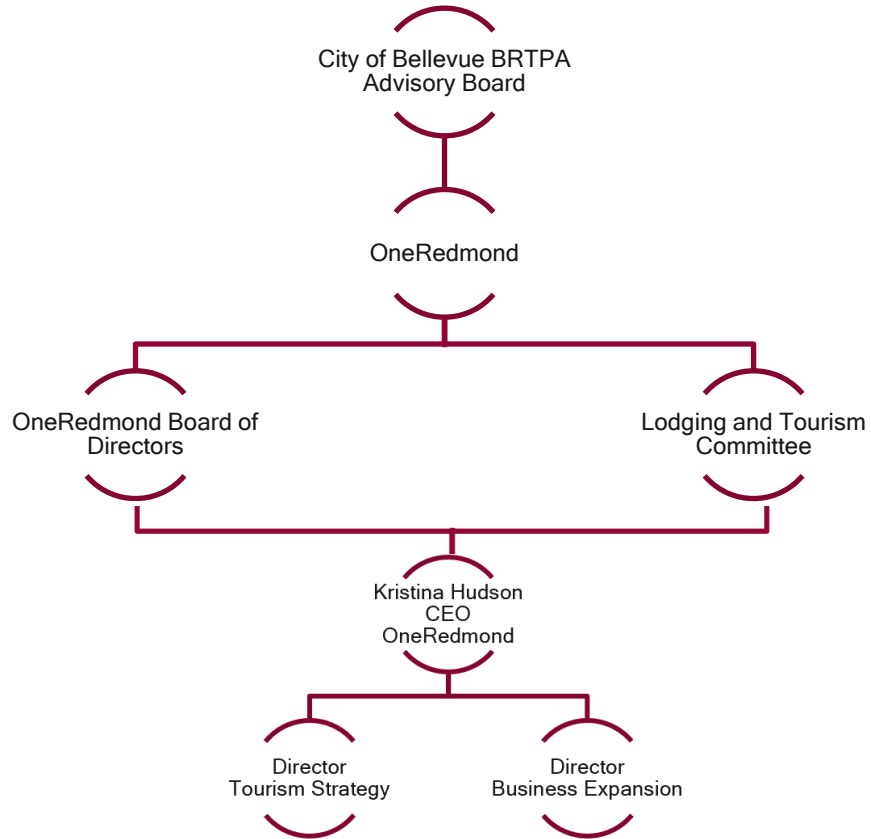 City of Bellevue BRTPA
Advisory Board
OneRedmond
OneRedmond Board of
Directors
Lodging and Tourism
Committee
Kristina Hudson
CEO
OneRedmond
Director
Tourism Strategy
Director
Business Expansion